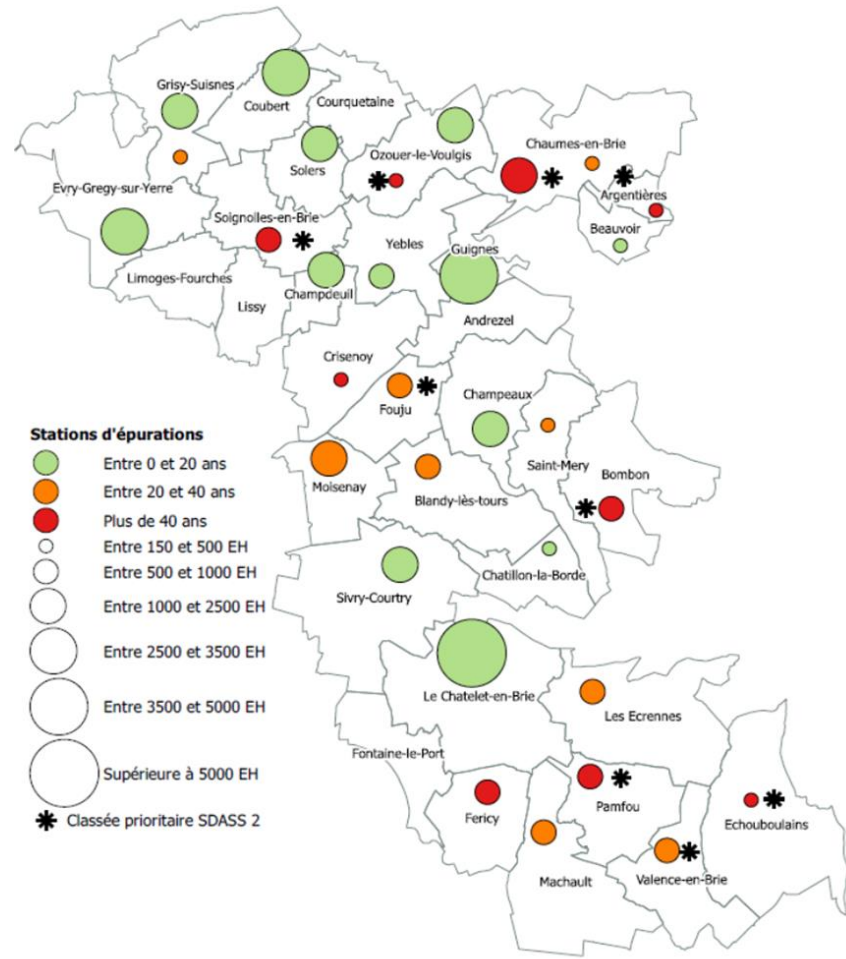 Grisy-Suisnes
Coubert
Courquetaine
Solers
Ozouer-le-Voulgis
Chaumes-en-Brie
Argentières
Beauvoir
Evry-Gregy-sur-Yerre
Soignolles-en-Brie
Yebles
Guignes
Limoges-Fourches
Lissy
Champdeuil
Andrezel
Crisenoy
Fouju
Champeaux
Saint-Mery
Bombon
Moisenay
Blandy-lès-tours
Chatillon-la-Borde
Sivry-Courtry
Le Chatelet-en-Brie
Les Ecrennes
Fontaine-le-Port
Fericy
Pamfou
Echouboulains
Machault
Valence-en-Brie
Stations d'épurations
Entre 0 et 20 ans
Entre 20 et 40 ans
Plus de 40 ans
Entre 150 et 500 EH
Entre 500 et 1000 EH
Entre 1000 et 2500 EH
Entre 2500 et 3500 EH
Entre 3500 et 5000 EH
Supérieure à 5000 EH
Classée prioritaire SDASS 2